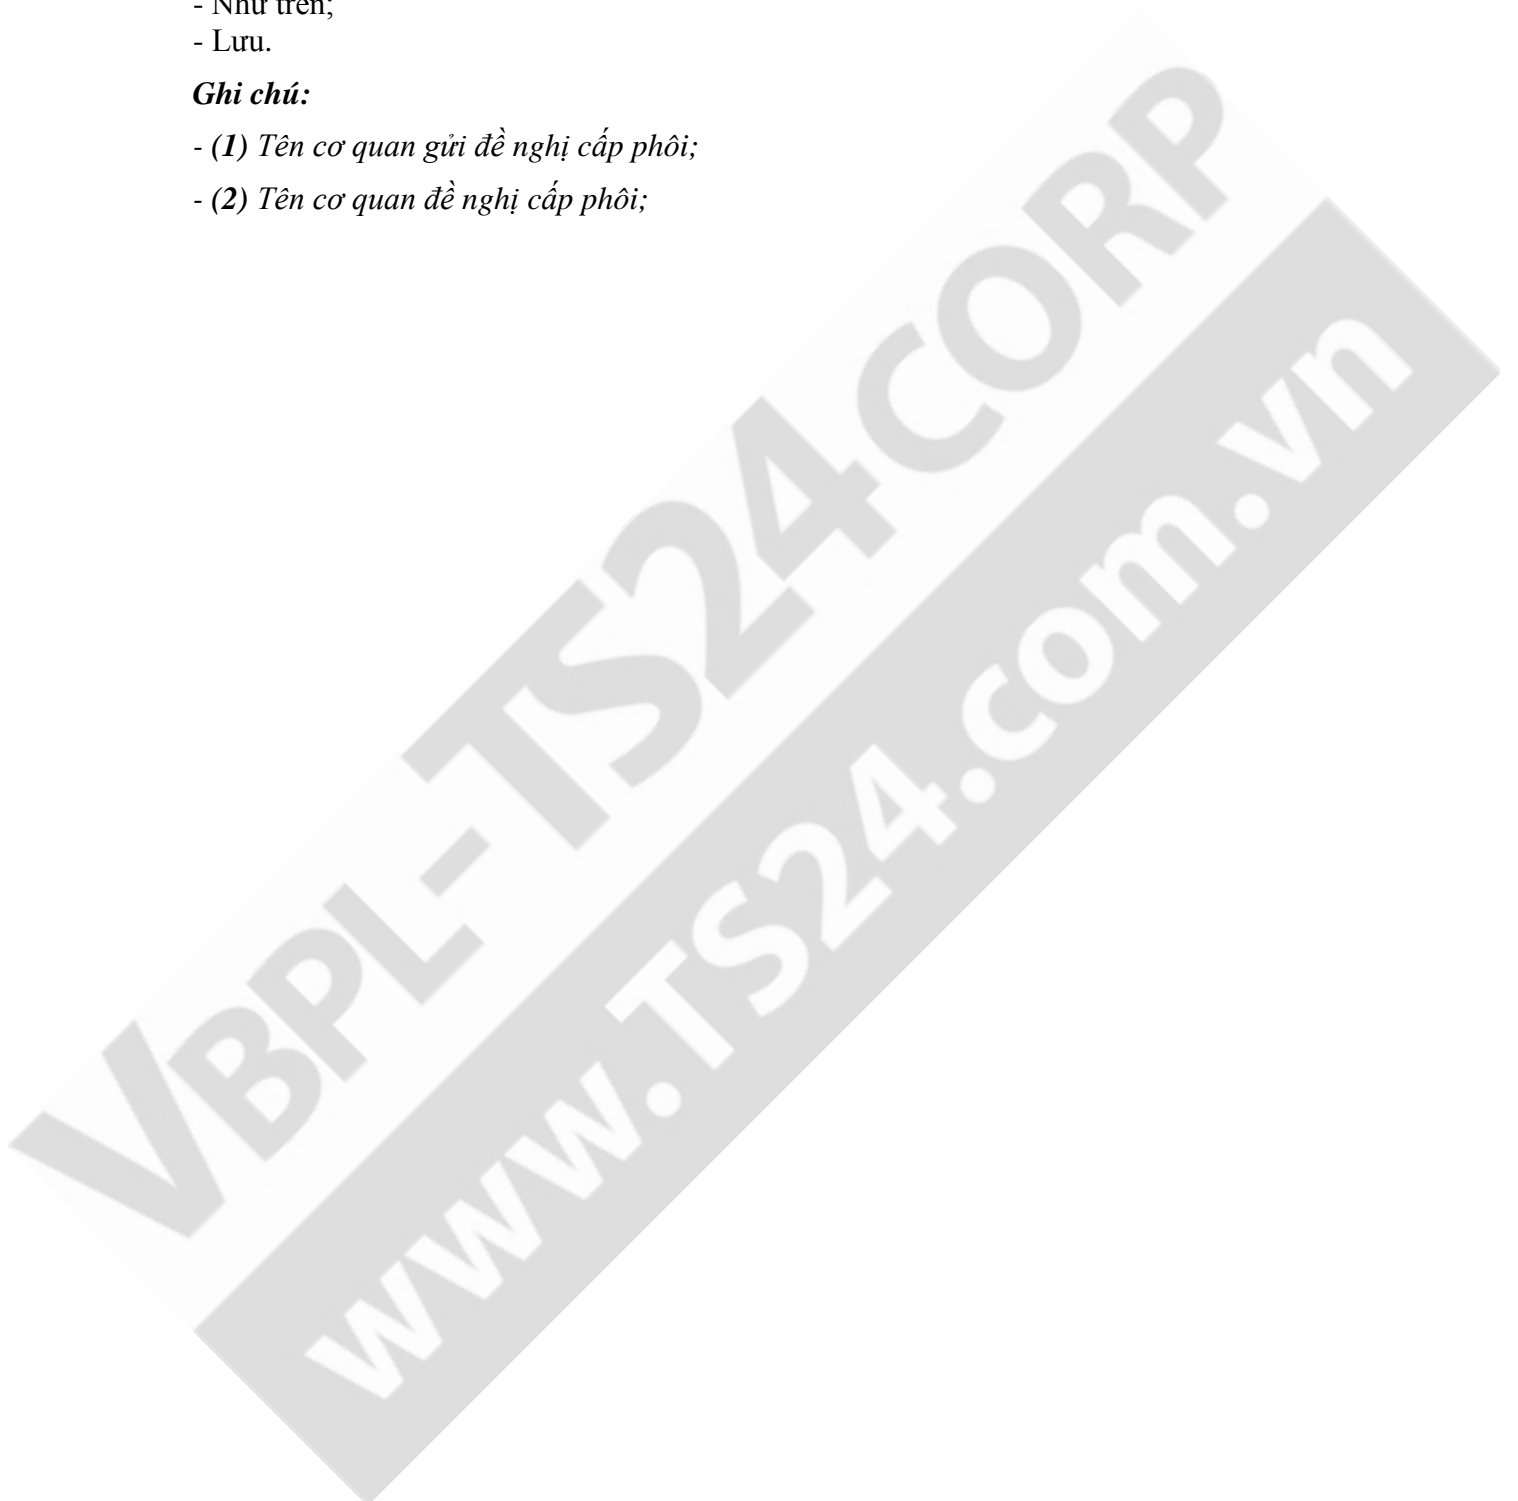 - Như trên;
- Lưu.
Ghi chú:
- (1) Tên cơ quan gửi đề nghị cấp phôi;
- (2) Tên cơ quan đề nghị cấp phôi;
VBPL-TS24CORP
www.TS24.com.vn